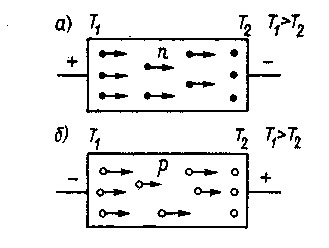 а) T₁ T₂ T₁>T₂
n
+ −
б) T₁ T₂ T₁>T₂
p
− +